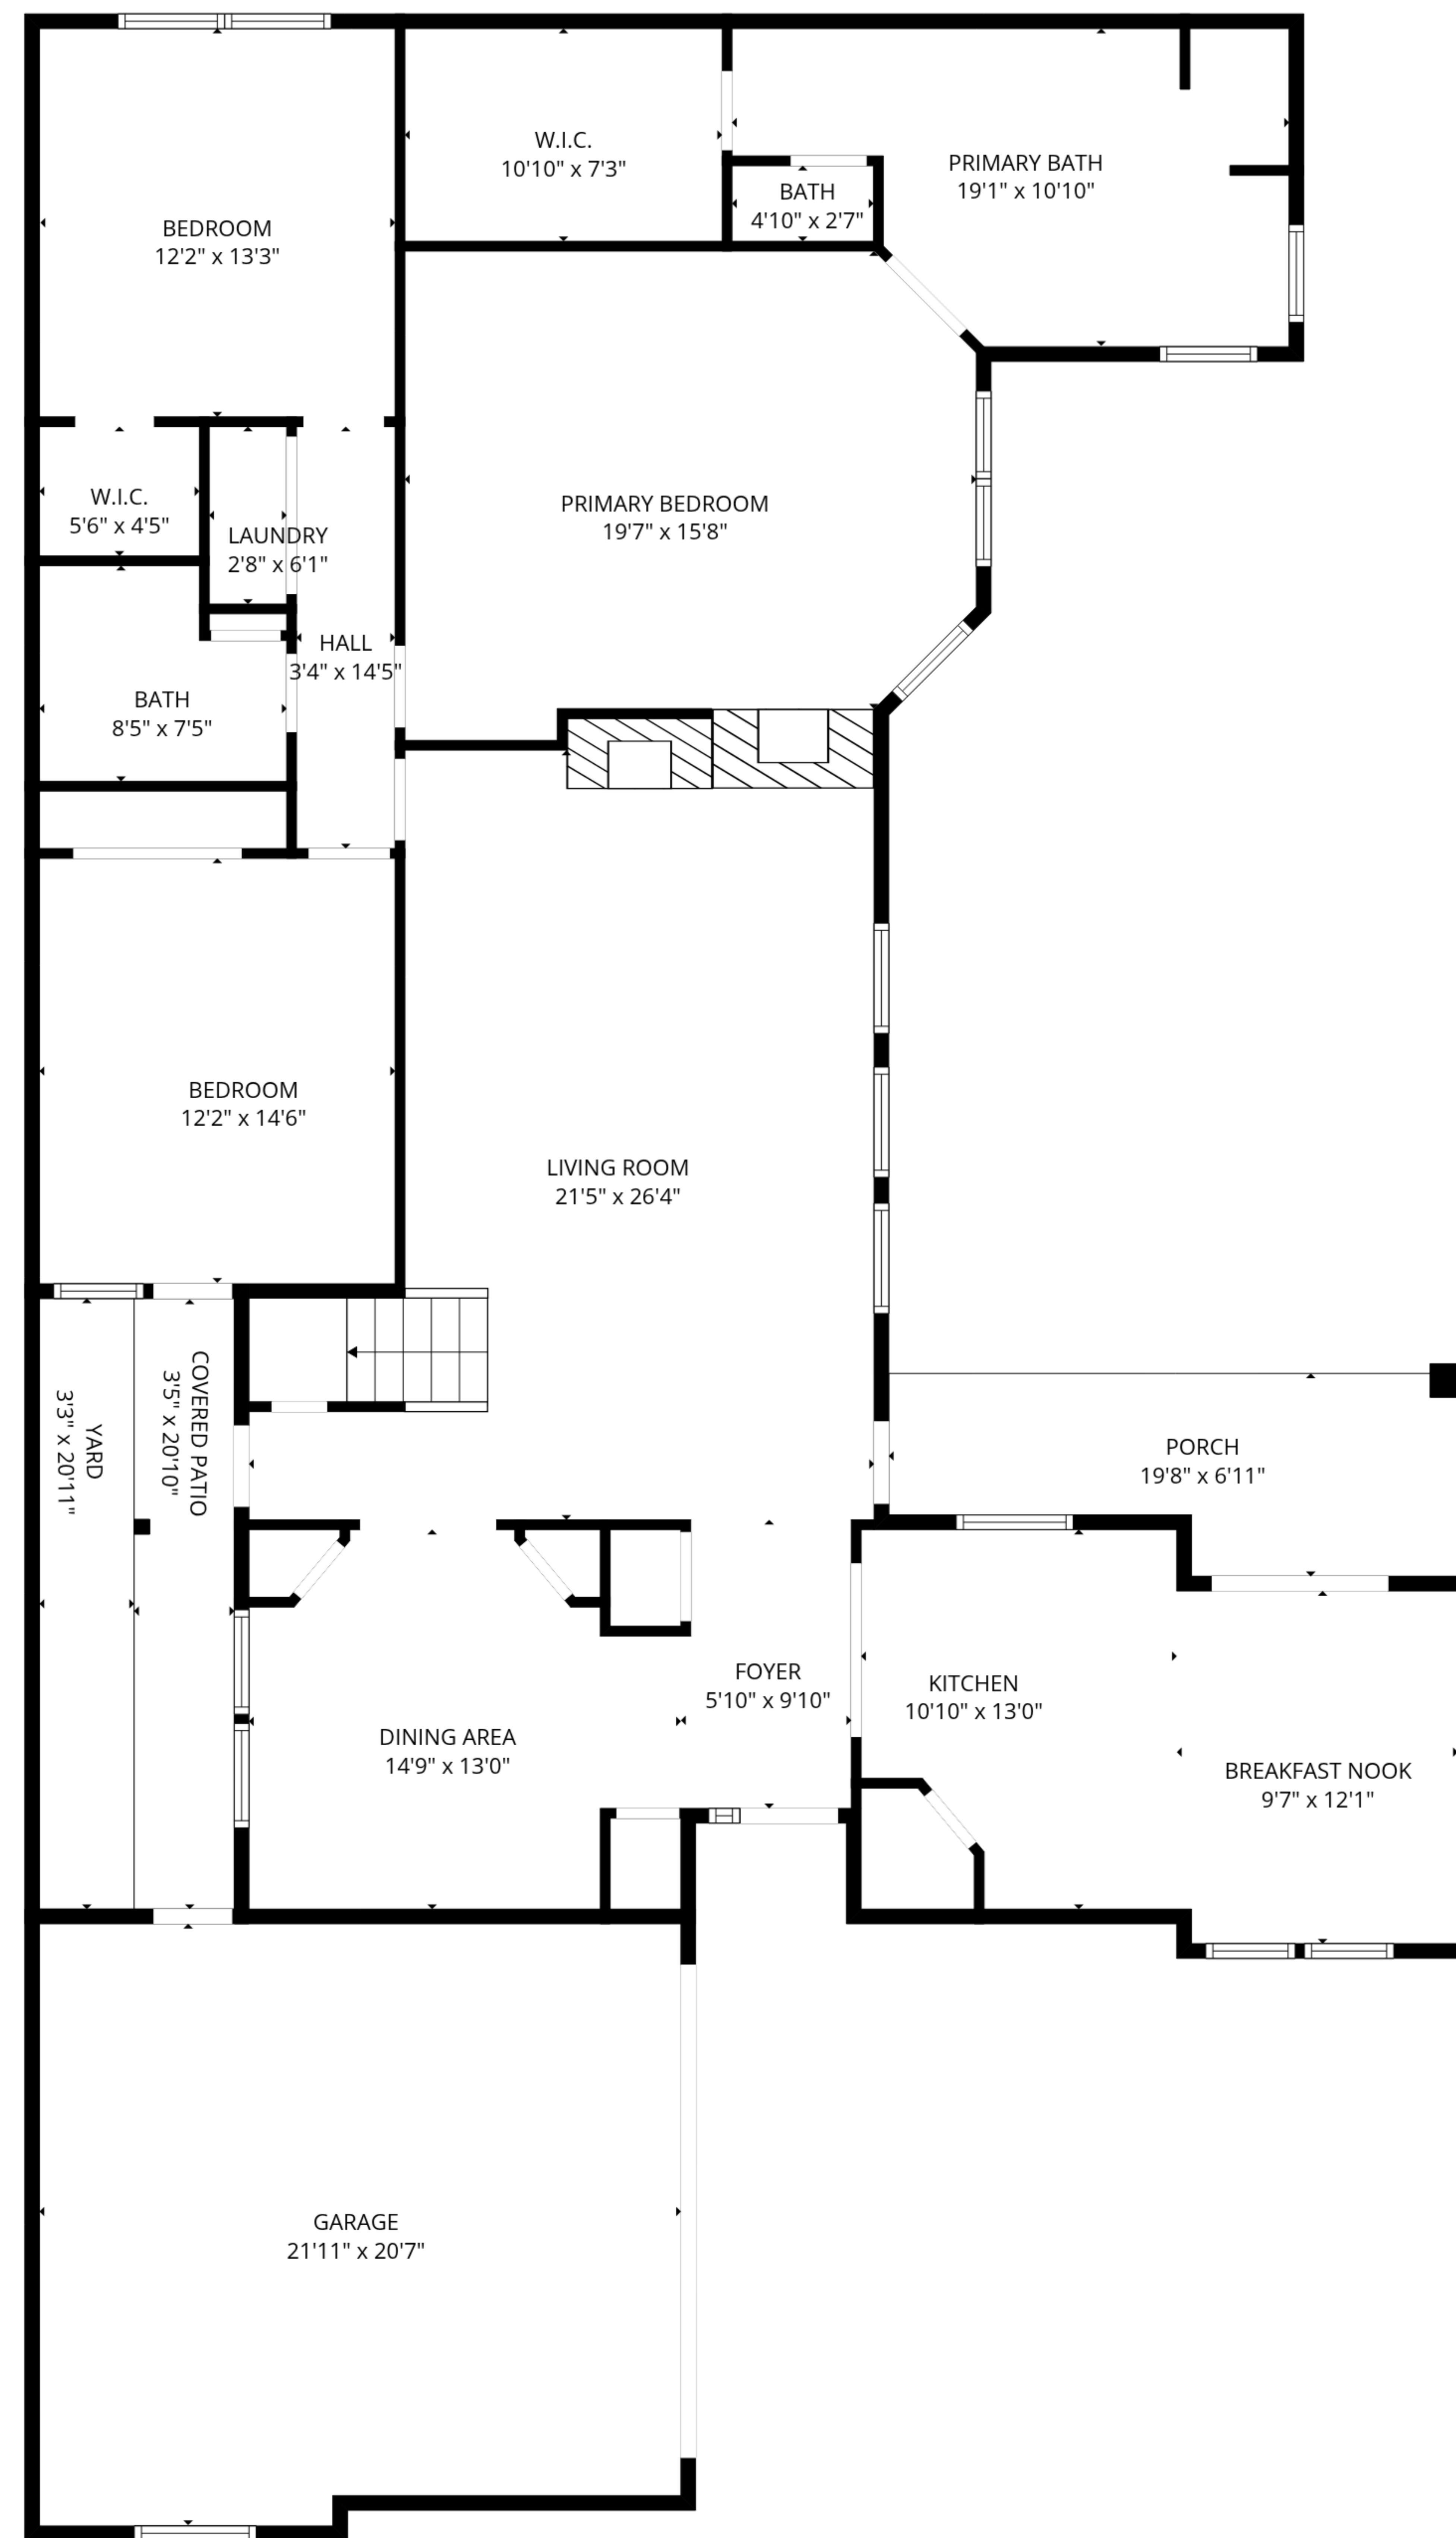 W.I.C.
10'10" x 7'3"
PRIMARY BATH
19'1" x 10'10"
BATH
4'10" x 2'7"
BEDROOM
12'2" x 13'3"
W.I.C.
5'6" x 4'5"
LAUNDRY
2'8" x 6'1"
PRIMARY BEDROOM
19'7" x 15'8"
HALL
3'4" x 14'5"
BATH
8'5" x 7'5"
BEDROOM
12'2" x 14'6"
LIVING ROOM
21'5" x 26'4"
YARD
3'3" x 20'11"
COVERED PATIO
3'5" x 20'10"
PORCH
19'8" x 6'11"
FOYER
5'10" x 9'10"
KITCHEN
10'10" x 13'0"
DINING AREA
14'9" x 13'0"
BREAKFAST NOOK
9'7" x 12'1"
GARAGE
21'11" x 20'7"